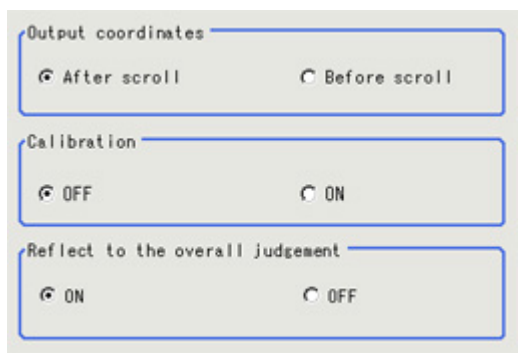 Output coordinates
After scroll Before scroll
Calibration
OFF ON
Reflect to the overall judgement
ON OFF